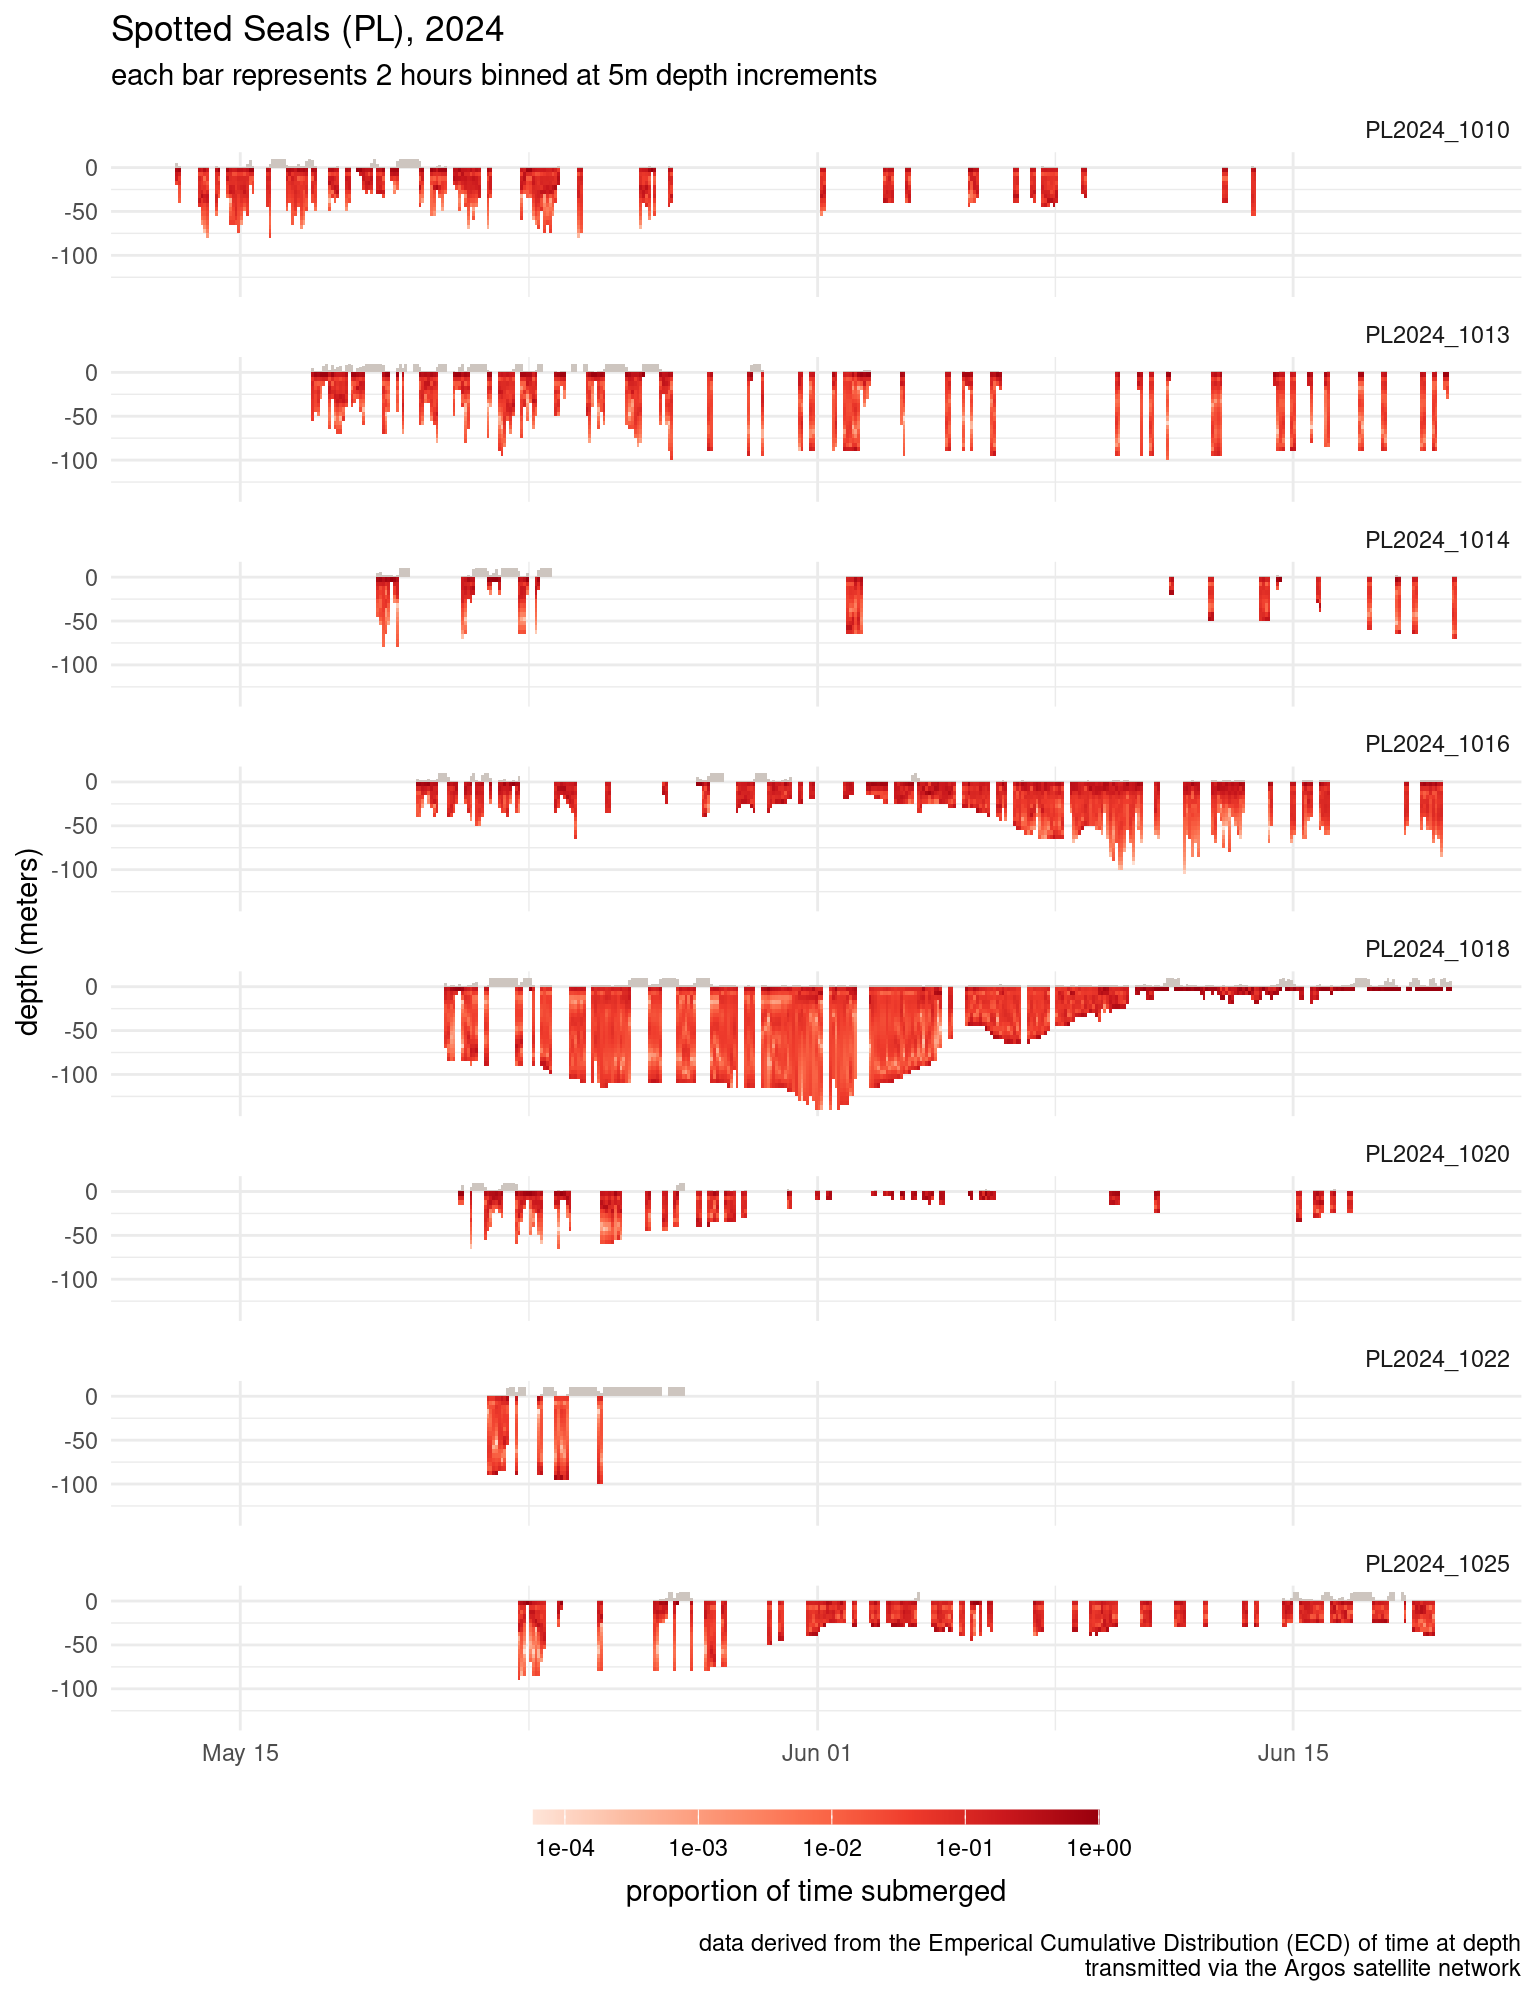 Spotted Seals (PL), 2024
each bar represents 2 hours binned at 5m depth increments
PL2024_1010
0
-50
-100
PL2024_1013
0
-50
-100
PL2024_1014
0
-50
-100
PL2024_1016
0
-50
-100
depth (meters)
PL2024_1018
0
-50
-100
PL2024_1020
0
-50
-100
PL2024_1022
0
-50
-100
PL2024_1025
0
-50
-100
May 15 Jun 01 Jun 15
1e-04 1e-03 1e-02 1e-01 1e+00
proportion of time submerged
data derived from the Emperical Cumulative Distribution (ECD) of time at depth
transmitted via the Argos satellite network